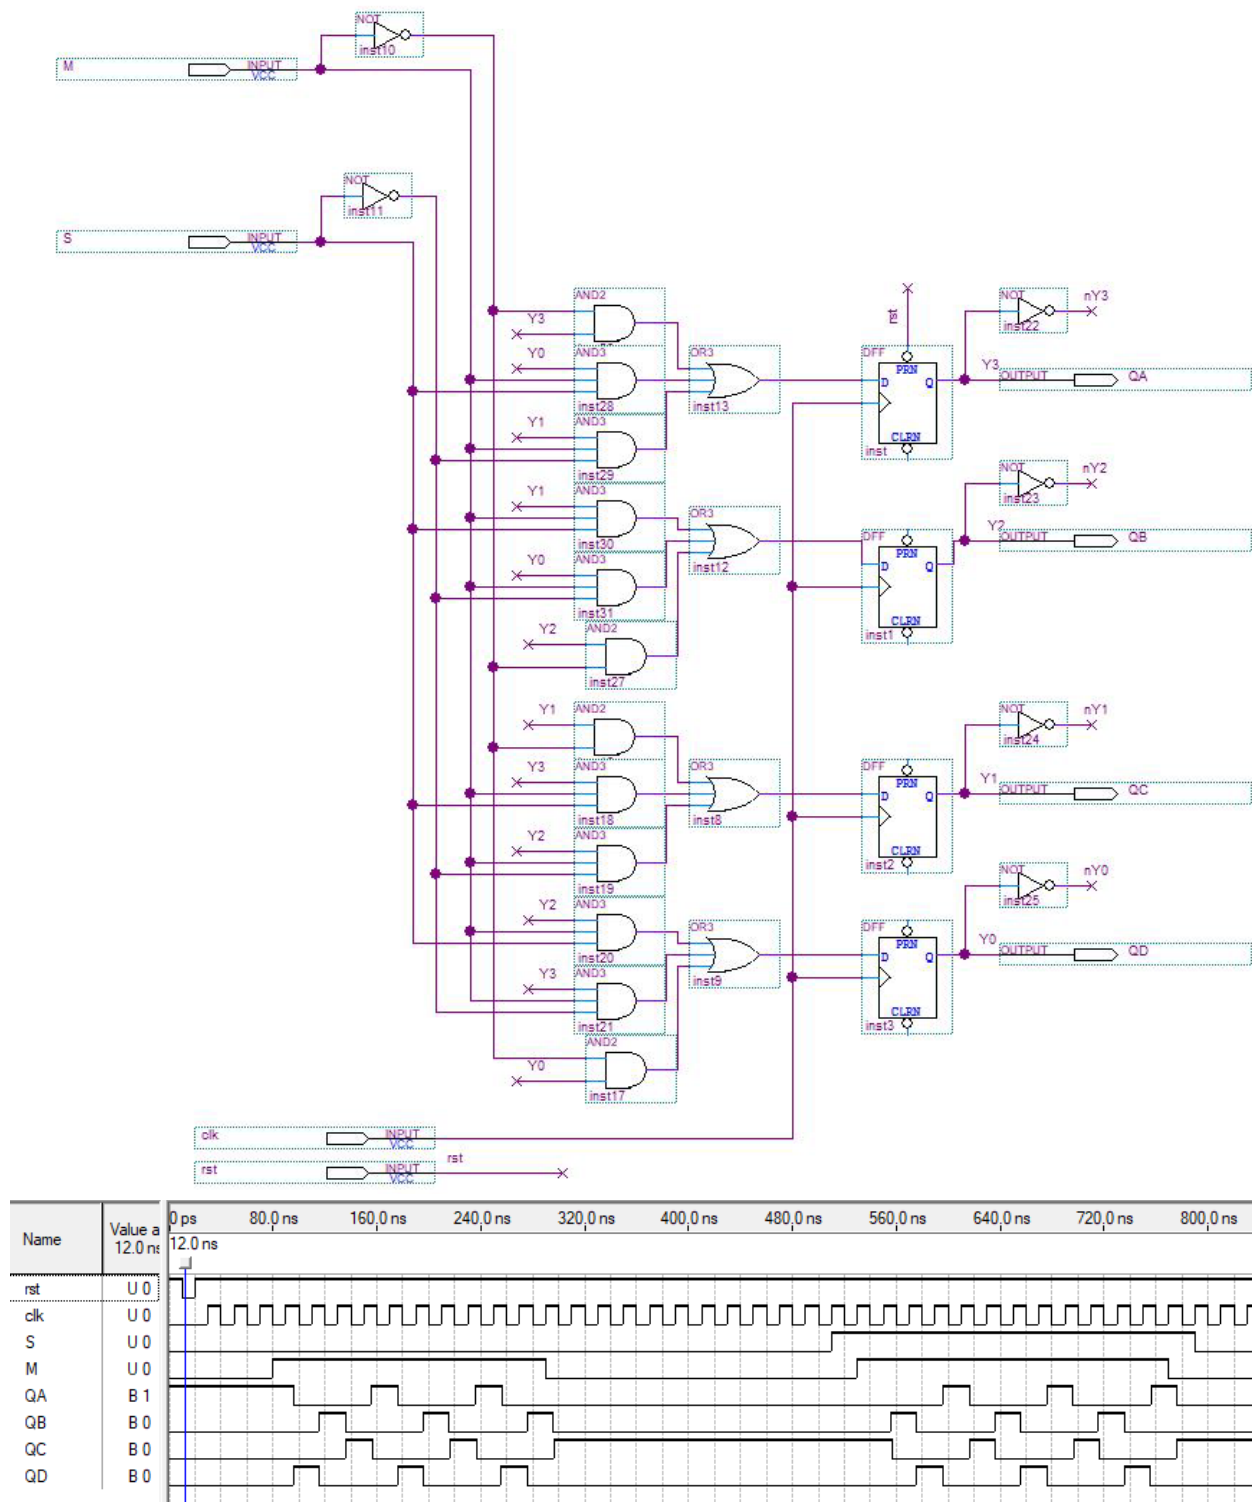 NOT
inst10
M INPUT
VCC
NOT
inst11
S INPUT
VCC
AND2
Y3
rst
NOT nY3
inst22
AND3
Y0
inst28
OR3
inst13
DFF
PRN
D Q
CLRN
inst
Y3 OUTPUT QA
AND3
Y1
inst29
AND3
Y1
inst30
NOT nY2
inst23
OR3
inst12
Y2 OUTPUT QB
DFF
PRN
D Q
CLRN
inst1
AND3
Y0
inst31
AND2
Y2
inst27
AND2
Y1
NOT nY1
inst24
AND3
Y3
inst18
OR3
inst8
DFF
PRN
D Q
CLRN
inst2
Y1 OUTPUT QC
AND3
Y2
inst19
NOT nY0
inst25
AND3
Y2
inst20
OR3
inst9
DFF
PRN
D Q
CLRN
inst3
Y0 OUTPUT QD
AND3
Y3
inst21
AND2
Y0
inst17
clk INPUT
VCC
rst INPUT rst
VCC
Name Value a 12.0 ns
0 ps 80.0 ns 160.0 ns 240.0 ns 320.0 ns 400.0 ns 480.0 ns 560.0 ns 640.0 ns 720.0 ns 800.0 ns
12.0 ns
rst U 0
clk U 0
S U 0
M U 0
QA B 1
QB B 0
QC B 0
QD B 0